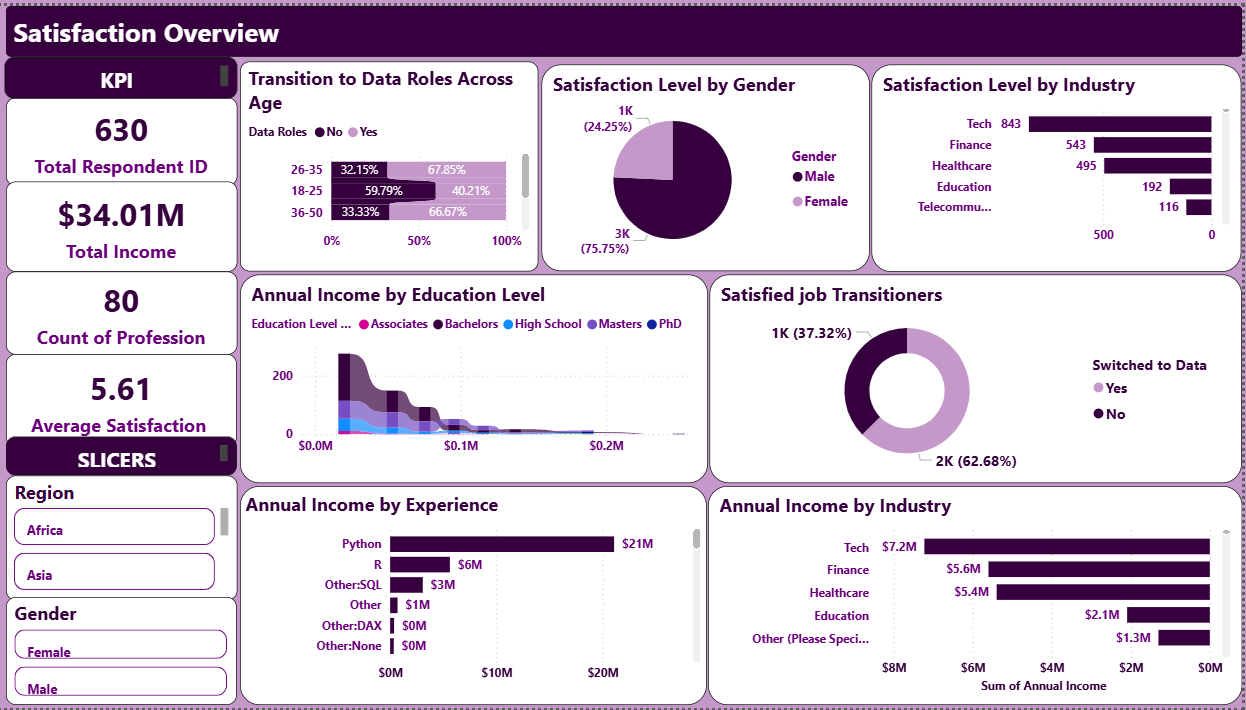 Satisfaction Overview
KPI
630
Total Respondent ID
$34.01M
Total Income
80
Count of Profession
5.61
Average Satisfaction
SLICERS
Region
Africa
Asia
Gender
Female
Male
Transition to Data Roles Across
Age
Data Roles No Yes
26-35 32.15% 67.85%
18-25 59.79% 40.21%
36-50 33.33% 66.67%
0% 50% 100%
Satisfaction Level by Gender
1K
(24.25%)
3K
(75.75%)
Gender
Male
Female
Satisfaction Level by Industry
Tech 843
Finance 543
Healthcare 495
Education 192
Telecommu... 116
500 0
Annual Income by Education Level
Education Level ... Associates Bachelors High School Masters PhD
200
0
$0.0M $0.1M $0.2M
Satisfied job Transitioners
1K (37.32%)
2K (62.68%)
Switched to Data
Yes
No
Annual Income by Experience
Python $21M
R $6M
Other:SQL $3M
Other $1M
Other:DAX $0M
Other:None $0M
$0M $10M $20M
Annual Income by Industry
Tech $7.2M
Finance $5.6M
Healthcare $5.4M
Education $2.1M
Other (Please Speci... $1.3M
$8M $6M $4M $2M $0M
Sum of Annual Income